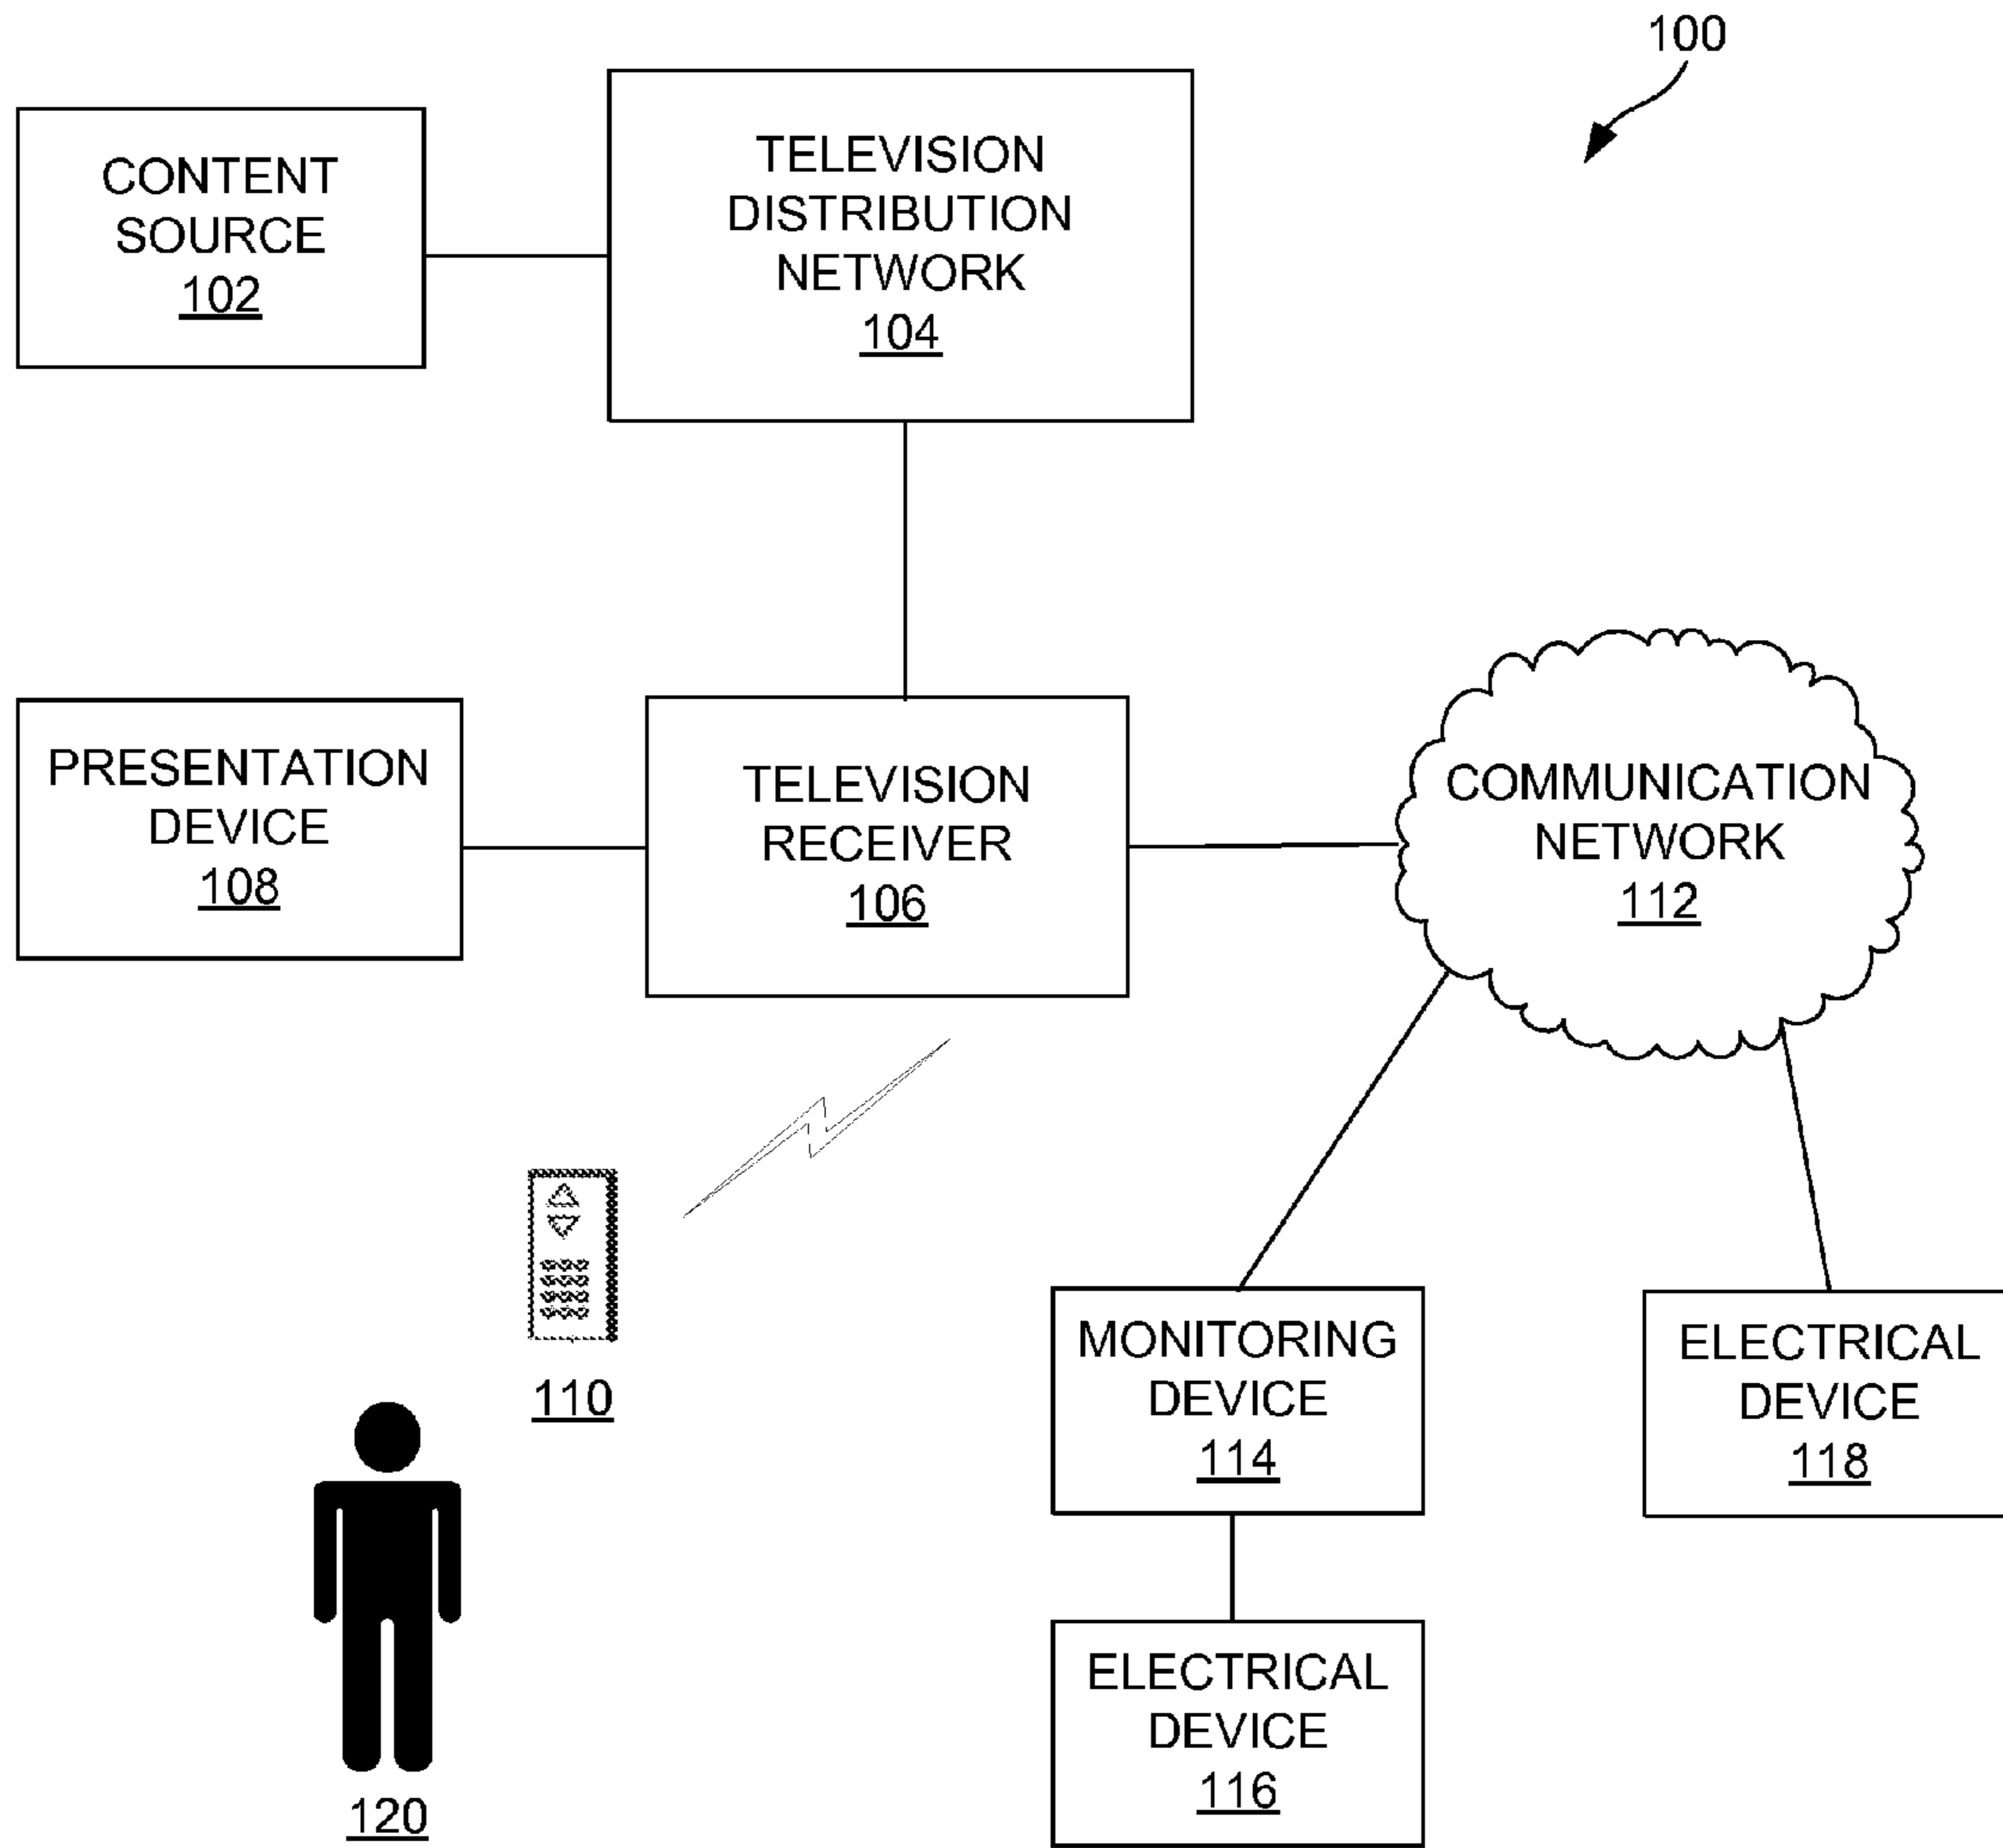 100
CONTENT
SOURCE
102
TELEVISION
DISTRIBUTION
NETWORK
104
PRESENTATION
DEVICE
108
TELEVISION
RECEIVER
106
COMMUNICATION
NETWORK
112
110
MONITORING
DEVICE
114
ELECTRICAL
DEVICE
118
ELECTRICAL
DEVICE
116
120